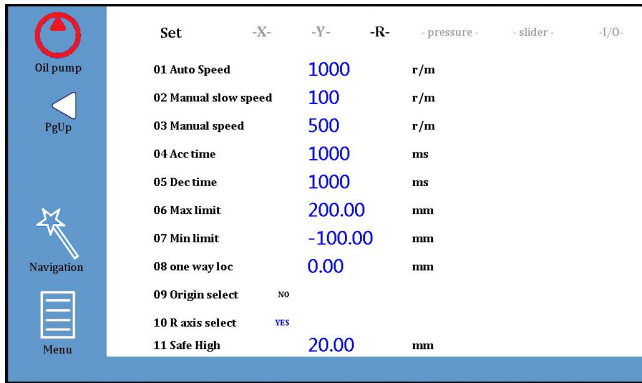 Set -X- -Y- -R- - pressure - - slider - -I/O-
Oil pump
PgUp
Navigation
Menu
01 Auto Speed 1000 r/m
02 Manual slow speed 100 r/m
03 Manual speed 500 r/m
04 Acc time 1000 ms
05 Dec time 1000 ms
06 Max limit 200.00 mm
07 Min limit -100.00 mm
08 one way loc 0.00 mm
09 Origin select NO
10 R axis select YES
11 Safe High 20.00 mm